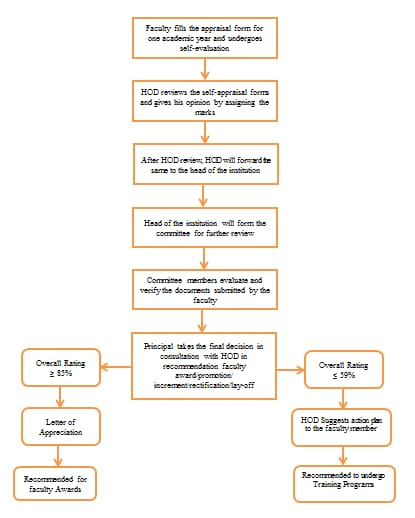 Faculty fills the appraisal form for
one academic year and undergoes
self-evaluation
HOD reviews the self-appraisal form
and gives his opinion by assigning the
marks
After HOD review, HOD will forward the
same to the head of the institution
Head of the institution will form the
committee for further review
Committee members evaluate and
verify the documents submitted by the
faculty
Principal takes the final decision in
consultation with HOD in
recommendation faculty
award/promotion/
increment/rectification/lay-off
Overall Rating
≥ 85%
Letter of
Appreciation
Recommended for
faculty Awards
Overall Rating
≤ 59%
HOD Suggests action plan
to the faculty member
Recommended to undergo
Training Programs